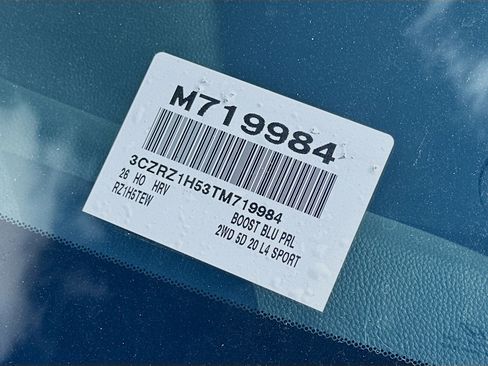 M719984
3CZRZ1H53TM719984
26 HO HRV
BOOST BLU PRL
RZ1H5TEW
2WD 5D 20 L4 SPORT